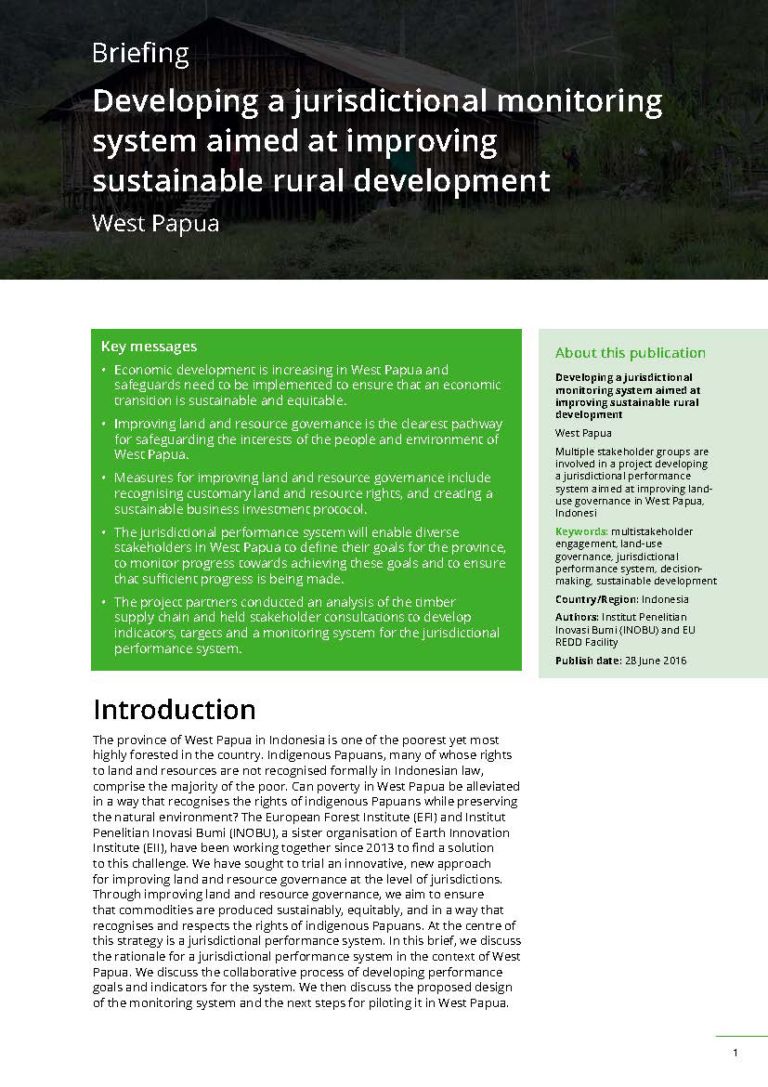 Briefing
Developing a jurisdictional monitoring
system aimed at improving
sustainable rural development
West Papua
Key messages
• Economic development is increasing in West Papua and
safeguards need to be implemented to ensure that an economic
transition is sustainable and equitable.
• Improving land and resource governance is the clearest pathway
for safeguarding the interests of the people and environment of
West Papua.
• Measures for improving land and resource governance include
recognising customary land and resource rights, and creating a
sustainable business investment protocol.
• The jurisdictional performance system will enable diverse
stakeholders in West Papua to define their goals for the province,
to monitor progress towards achieving these goals and to ensure
that sufficient progress is being made.
• The project partners conducted an analysis of the timber
supply chain and held stakeholder consultations to develop
indicators, targets and a monitoring system for the jurisdictional
performance system.
About this publication
Developing a jurisdictional
monitoring system aimed at
improving sustainable rural
development
West Papua
Multiple stakeholder groups are
involved in a project developing
a jurisdictional performance
system aimed at improving land-
use governance in West Papua,
Indonesi
Keywords: multistakeholder
engagement, land-use
governance, jurisdictional
performance system, decision-
making, sustainable development
Country/Region: Indonesia
Authors: Institut Penelitian
Inovasi Bumi (INOBU) and EU
REDD Facility
Publish date: 28 June 2016
Introduction
The province of West Papua in Indonesia is one of the poorest yet most
highly forested in the country. Indigenous Papuans, many of whose rights
to land and resources are not recognised formally in Indonesian law,
comprise the majority of the poor. Can poverty in West Papua be alleviated
in a way that recognises the rights of indigenous Papuans while preserving
the natural environment? The European Forest Institute (EFI) and Institut
Penelitian Inovasi Bumi (INOBU), a sister organisation of Earth Innovation
Institute (EII), have been working together since 2013 to find a solution
to this challenge. We have sought to trial an innovative, new approach
for improving land and resource governance at the level of jurisdictions.
Through improving land and resource governance, we aim to ensure
that commodities are produced sustainably, equitably, and in a way that
recognises and respects the rights of indigenous Papuans. At the centre of
this strategy is a jurisdictional performance system. In this brief, we discuss
the rationale for a jurisdictional performance system in the context of West
Papua. We discuss the collaborative process of developing performance
goals and indicators for the system. We then discuss the proposed design
of the monitoring system and the next steps for piloting it in West Papua.
1